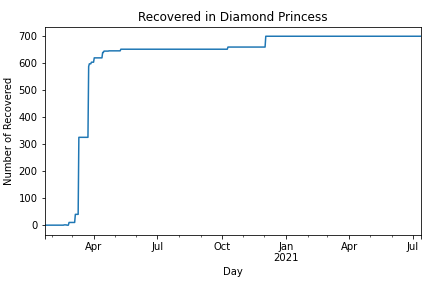 Recovered in Diamond Princess
Number of Recovered
700
600
500
400
300
200
100
0
Apr
Jul
Oct
Jan
2021
Apr
Jul
Day